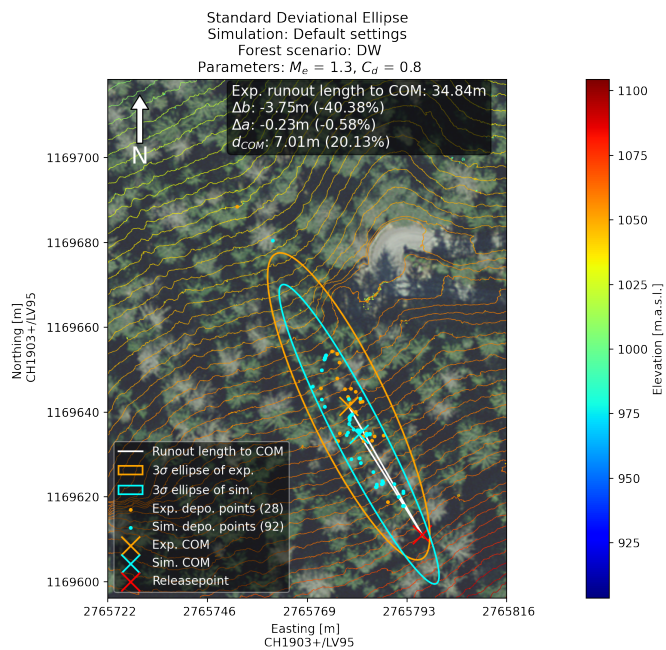 Standard Deviational Ellipse
Simulation: Default settings
Forest scenario: DW
Parameters: Mₑ = 1.3, C_d = 0.8
Exp. runout length to COM: 34.84m
Δb: -3.75m (-40.38%)
Δa: -0.23m (-0.58%)
d_COM: 7.01m (20.13%)
N
1169700
1169680
1169660
1169640
1169620
1169600
Northing [m]
CH1903+/LV95
Runout length to COM
3σ ellipse of exp.
3σ ellipse of sim.
Exp. depo. points (28)
Sim. depo. points (92)
Exp. COM
Sim. COM
Releasepoint
2765722 2765746 2765769 2765793 2765816
Easting [m]
CH1903+/LV95
1100
1075
1050
1025
1000
975
950
925
Elevation [m.a.s.l.]